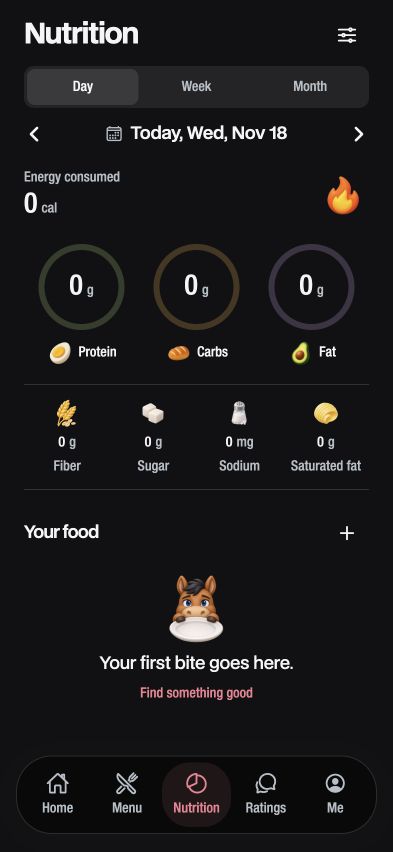 Nutrition
Day Week Month
Today, Wed, Nov 18
Energy consumed
0 cal
0 g 0 g 0 g
Protein Carbs Fat
0 g 0 g 0 mg 0 g
Fiber Sugar Sodium Saturated fat
Your food
Your first bite goes here.
Find something good
Home Menu Nutrition Ratings Me